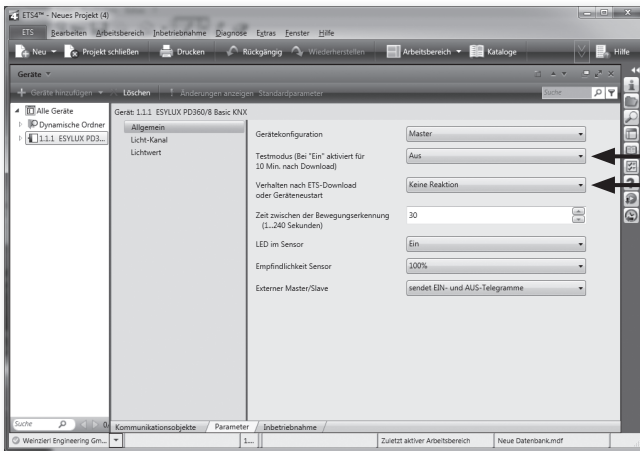 ETS4™ - Neues Projekt (4)
ETS Bearbeiten Arbeitsbereich Inbetriebnahme Diagnose Extras Fenster Hilfe
Neu Projekt schließen Drucken Rückgängig Wiederherstellen Arbeitsbereich Kataloge Hilfe
Geräte
Geräte hinzufügen Löschen Änderungen anzeigen Standardparameter Suche
Alle Geräte
Dynamische Ordner
1.1.1 ESYLUX PD3...
Gerät: 1.1.1 ESYLUX PD360/8 Basic KNX
Allgemein
Licht-Kanal
Lichtwert
Gerätekonfiguration Master
Testmodus (Bei "Ein" aktiviert für
10 Min. nach Download) Aus
Verhalten nach ETS-Download
oder Geräteneustart Keine Reaktion
Zeit zwischen der Bewegungserkennung
(1...240 Sekunden) 30
LED im Sensor Ein
Empfindlichkeit Sensor 100%
Externer Master/Slave sendet EIN- und AUS-Telegramme
Suche
Kommunikationsobjekte Parameter Inbetriebnahme
Weinzierl Engineering Gm... 1.... Zuletzt aktiver Arbeitsbereich Neue Datenbank.mdf